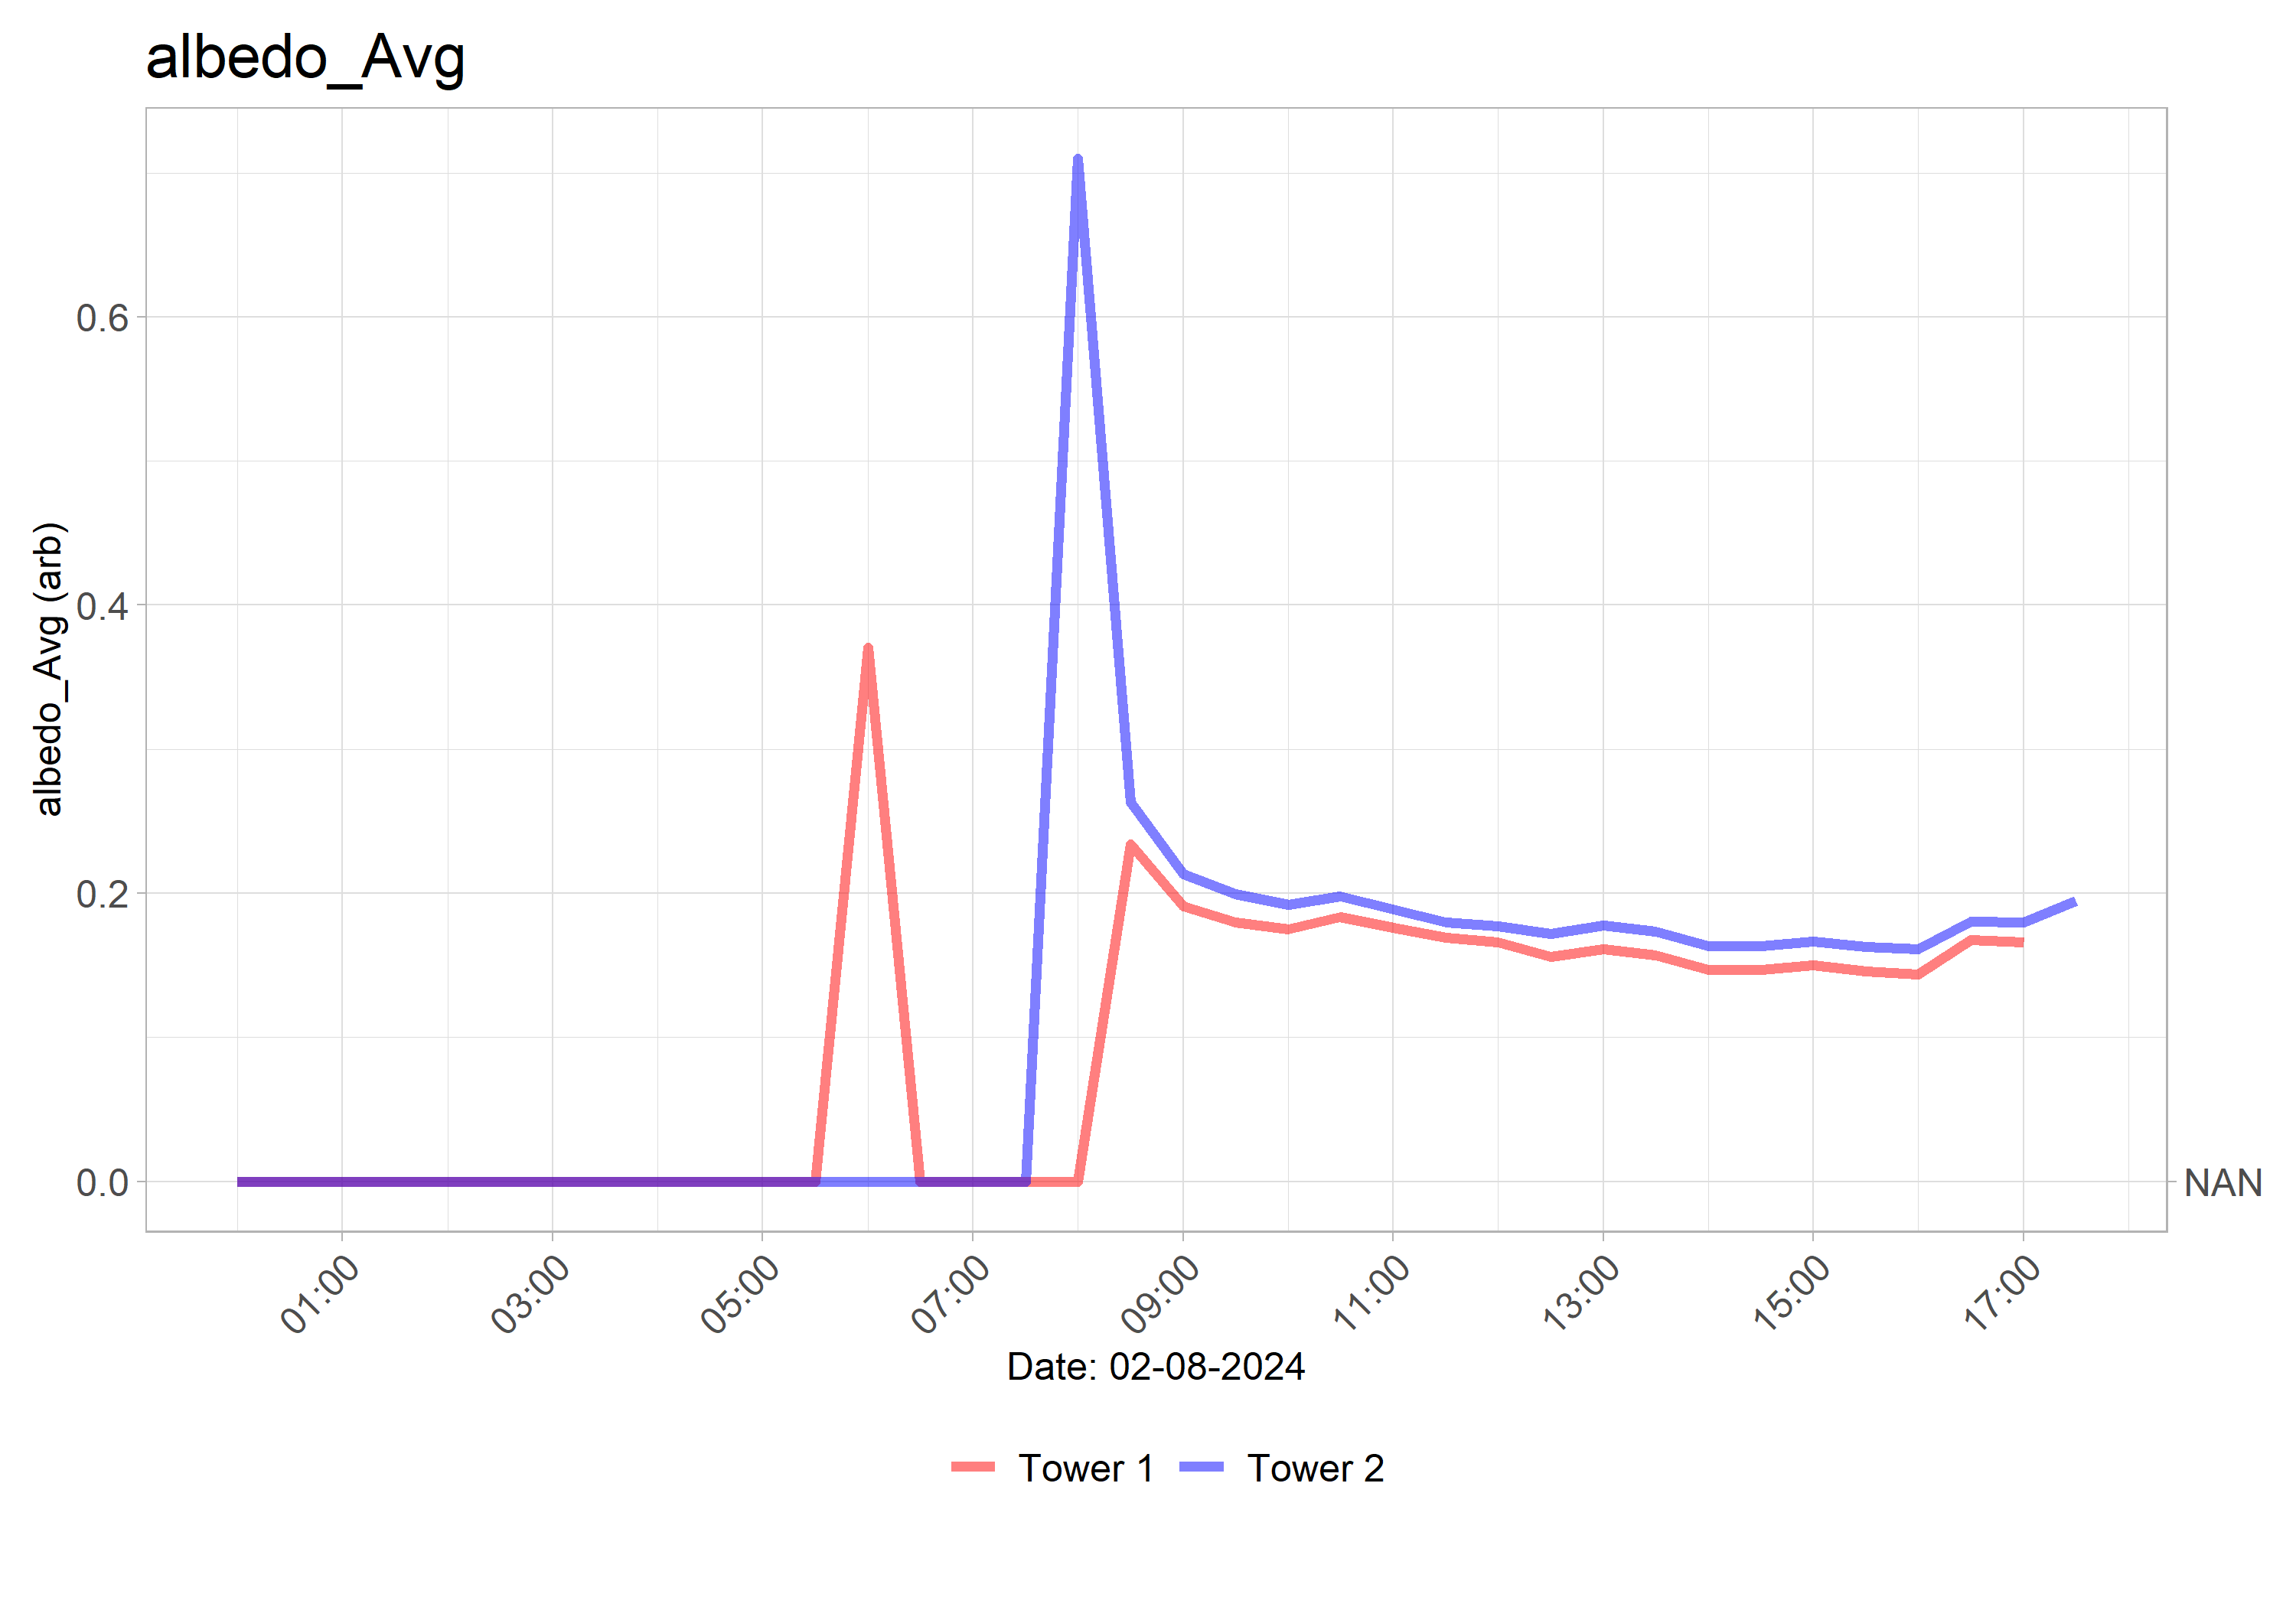 albedo_Avg
albedo_Avg (arb)
0.6
0.4
0.2
0.0
NAN
01:00 03:00 05:00 07:00 09:00 11:00 13:00 15:00 17:00
Date: 02-08-2024
Tower 1 Tower 2